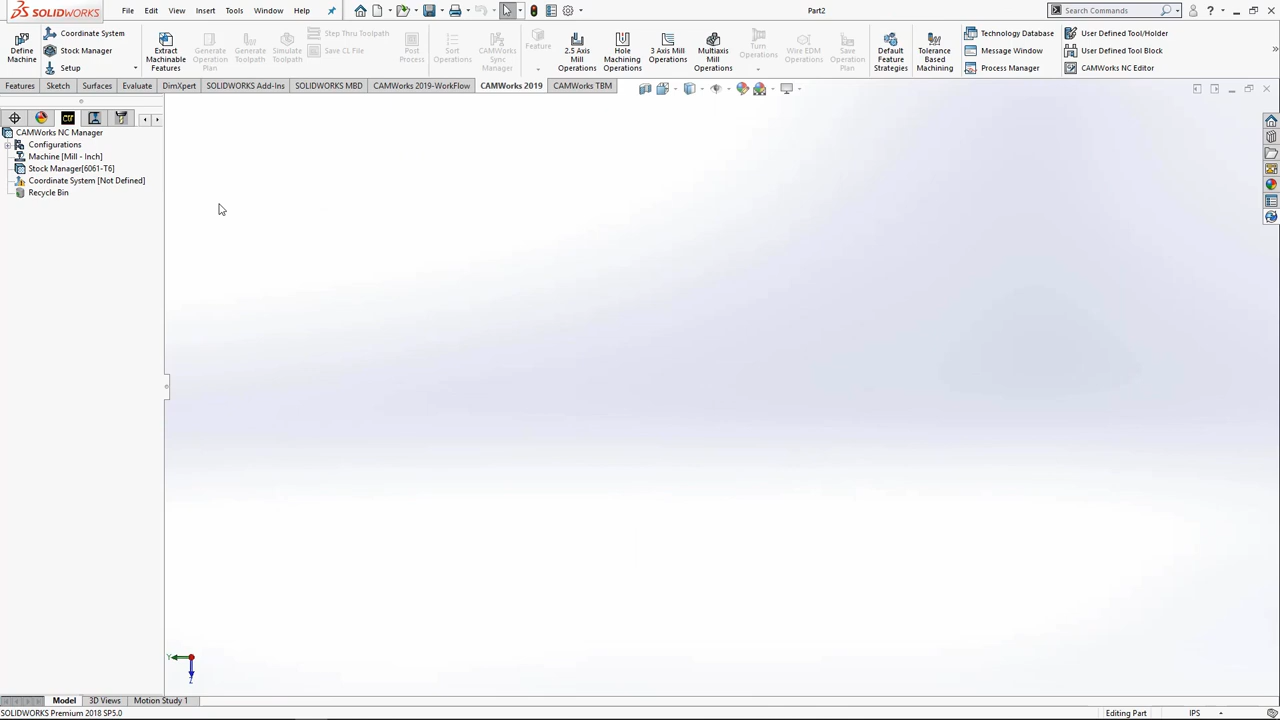 SOLIDWORKS File Edit View Insert Tools Window Help Part2 Search Commands ?
Define Machine
Coordinate System
Stock Manager
Setup
Extract Machinable Features
Generate Operation Plan
Generate Toolpath
Simulate Toolpath
Step Thru Toolpath
Save CL File
Post Process
Sort Operations
CAMWorks Sync Manager
Feature
2.5 Axis Mill Operations
Hole Machining Operations
3 Axis Mill Operations
Multiaxis Mill Operations
Turn Operations
Wire EDM Operations
Save Operation Plan
Default Feature Strategies
Tolerance Based Machining
Technology Database
Message Window
Process Manager
User Defined Tool/Holder
User Defined Tool Block
CAMWorks NC Editor
Features Sketch Surfaces Evaluate DimXpert SOLIDWORKS Add-Ins SOLIDWORKS MBD CAMWorks 2019-WorkFlow CAMWorks 2019 CAMWorks TBM
CAMWorks NC Manager
Configurations
Machine [Mill - Inch]
Stock Manager[6061-T6]
Coordinate System [Not Defined]
Recycle Bin
Y
Z
Model 3D Views Motion Study 1
SOLIDWORKS Premium 2018 SP5.0 Editing Part IPS